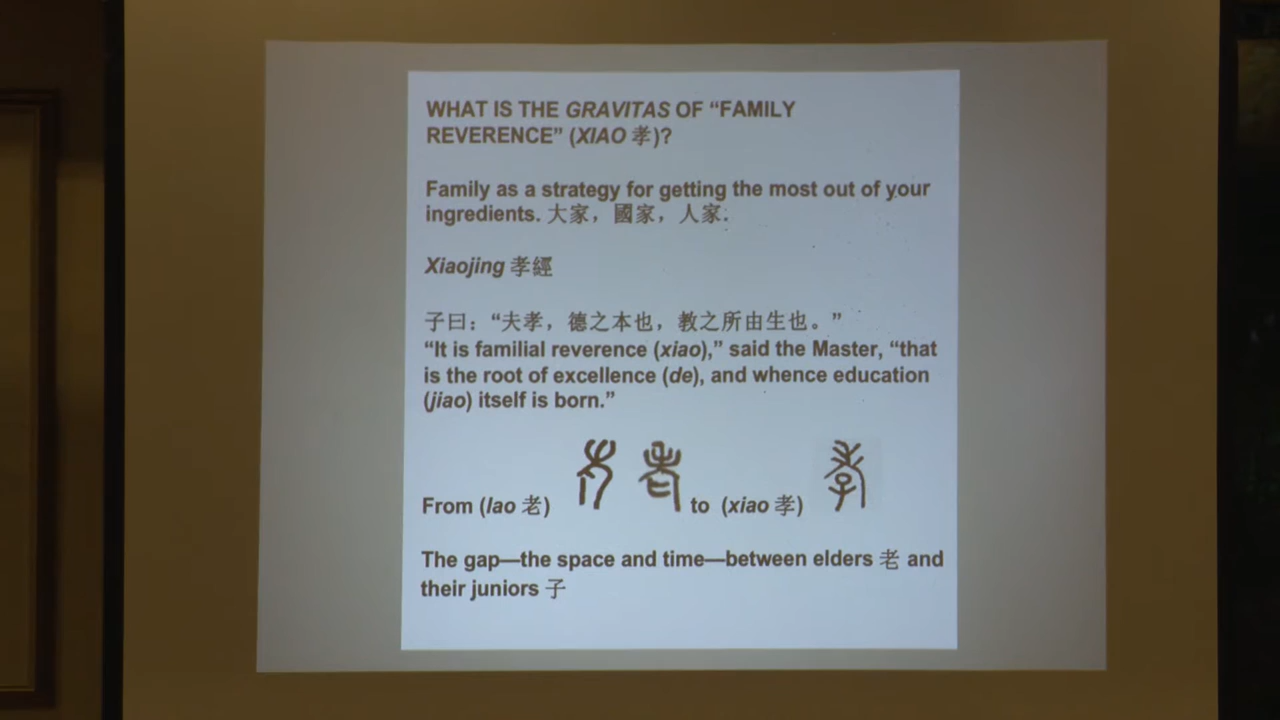 WHAT IS THE GRAVITAS OF “FAMILY
REVERENCE” (XIAO 孝)?
Family as a strategy for getting the most out of your
ingredients. 大家，國家，人家.
Xiaojing 孝經
子曰：“夫孝，德之本也，教之所由生也。”
“It is familial reverence (xiao),” said the Master, “that
is the root of excellence (de), and whence education
(jiao) itself is born.”
From (lao 老) to (xiao 孝)
The gap—the space and time—between elders 老 and
their juniors 子